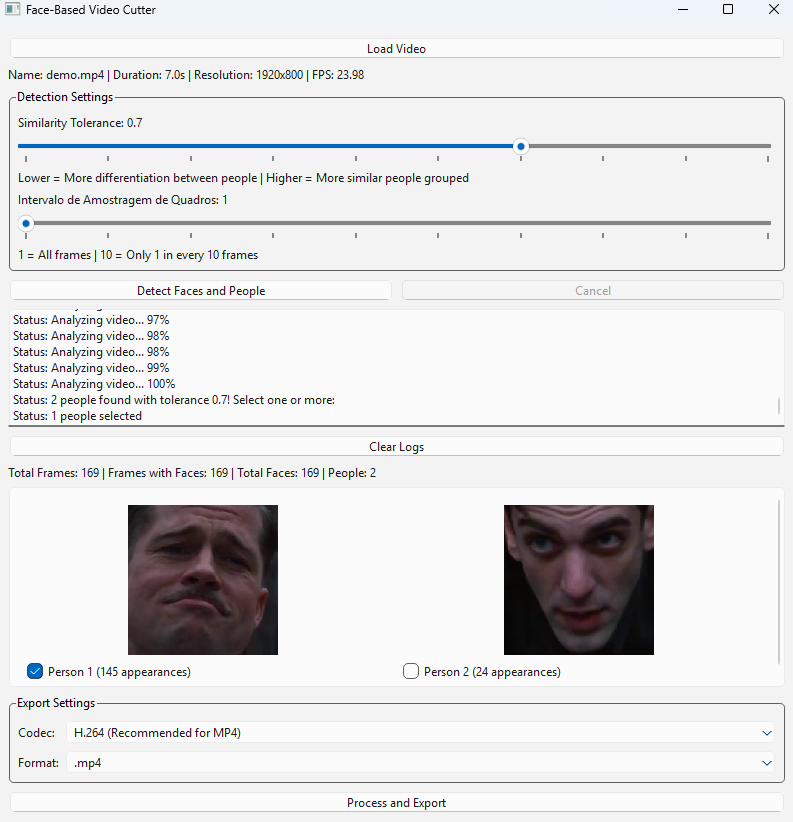 Face-Based Video Cutter
Load Video
Name: demo.mp4 | Duration: 7.0s | Resolution: 1920x800 | FPS: 23.98
Detection Settings
Similarity Tolerance: 0.7
Lower = More differentiation between people | Higher = More similar people grouped
Intervalo de Amostragem de Quadros: 1
1 = All frames | 10 = Only 1 in every 10 frames
Detect Faces and People
Cancel
Status: Analyzing video... 97%
Status: Analyzing video... 98%
Status: Analyzing video... 98%
Status: Analyzing video... 99%
Status: Analyzing video... 100%
Status: 2 people found with tolerance 0.7! Select one or more:
Status: 1 people selected
Clear Logs
Total Frames: 169 | Frames with Faces: 169 | Total Faces: 169 | People: 2
Person 1 (145 appearances)
Person 2 (24 appearances)
Export Settings
Codec: H.264 (Recommended for MP4)
Format: .mp4
Process and Export